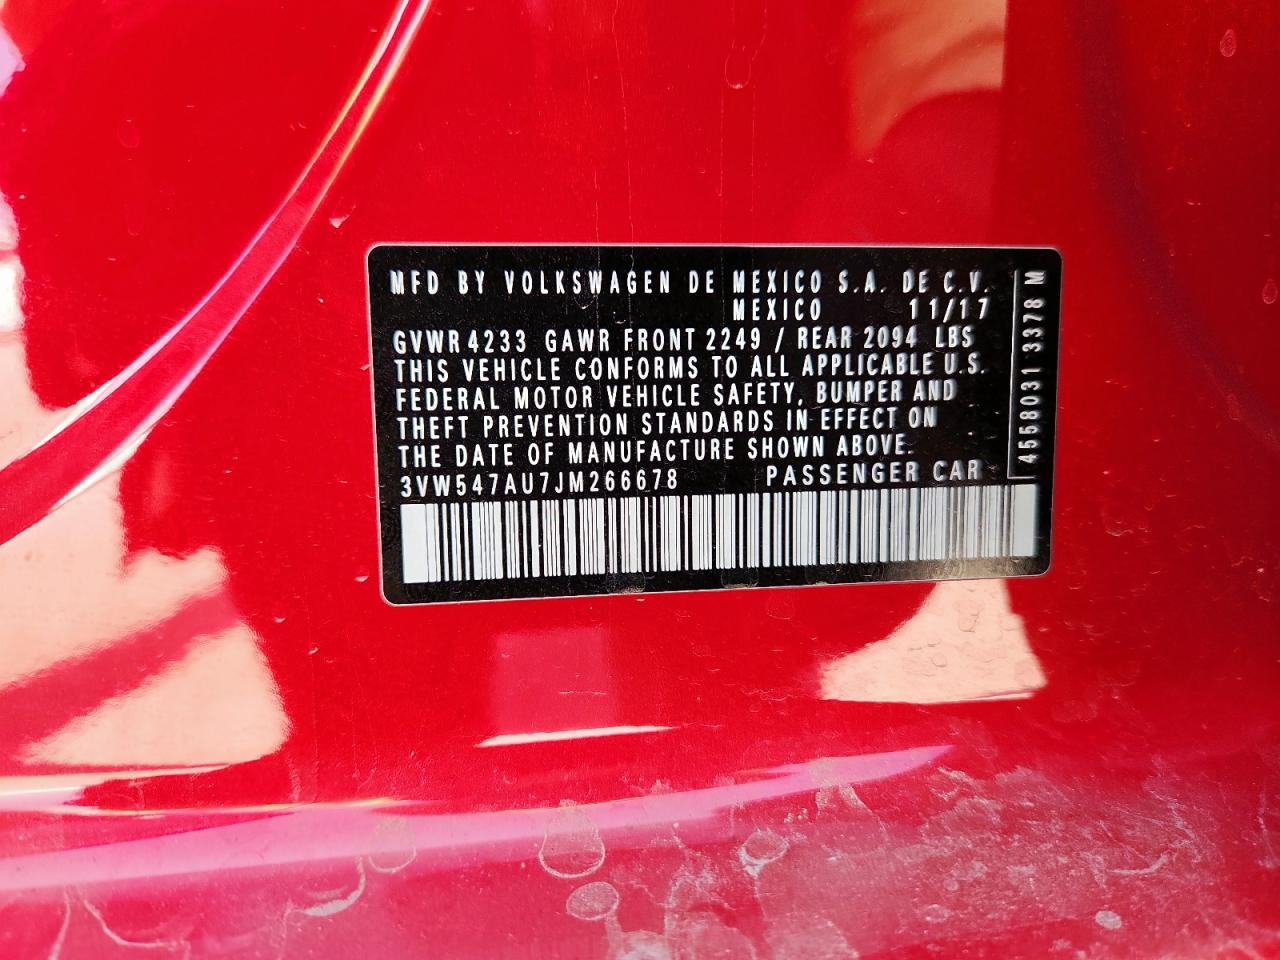 MFD BY VOLKSWAGEN DE MEXICO S.A. DE C.V.
MEXICO 11/17
GVWR 4233 GAWR FRONT 2249 / REAR 2094 LBS
THIS VEHICLE CONFORMS TO ALL APPLICABLE U.S.
FEDERAL MOTOR VEHICLE SAFETY, BUMPER AND
THEFT PREVENTION STANDARDS IN EFFECT ON
THE DATE OF MANUFACTURE SHOWN ABOVE.
3VW547AU7JM266678 PASSENGER CAR
4558031 3378 M